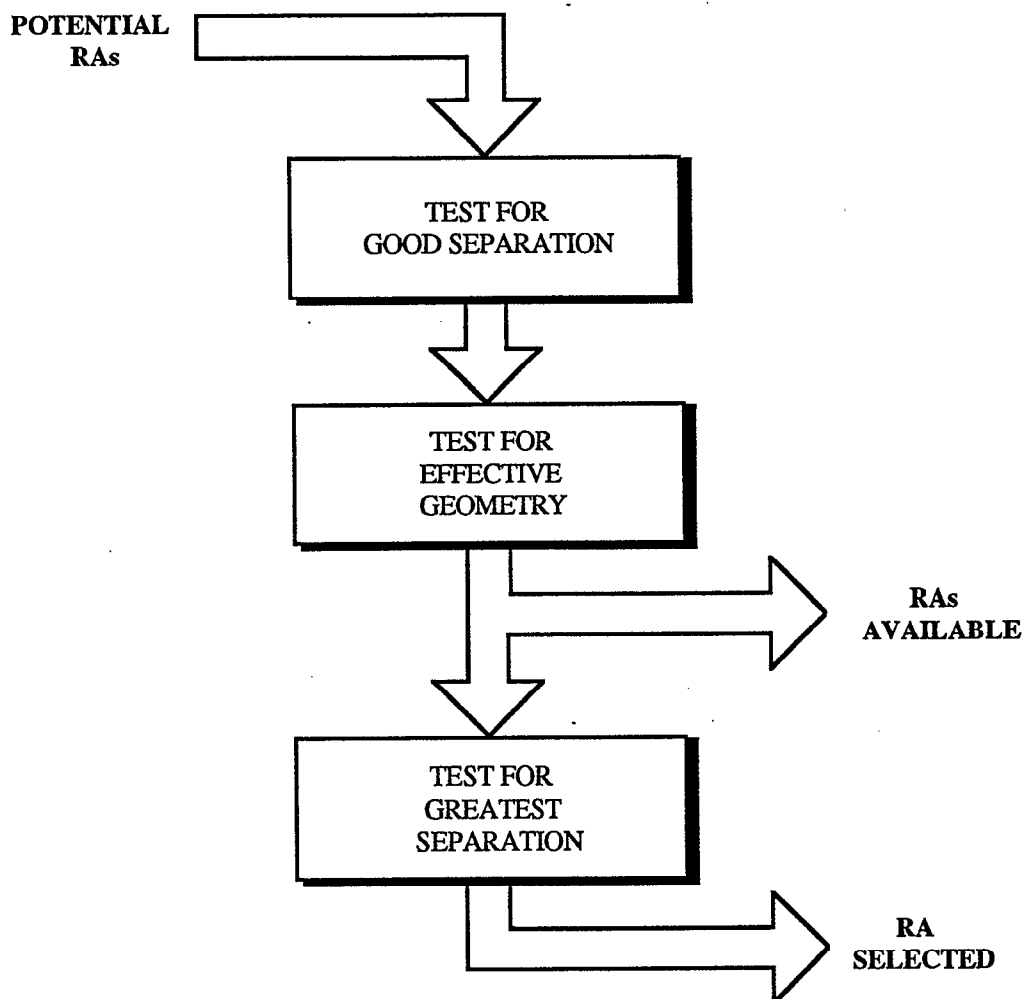 POTENTIAL
RAs
TEST FOR
GOOD SEPARATION
TEST FOR
EFFECTIVE
GEOMETRY
RAs
AVAILABLE
TEST FOR
GREATEST
SEPARATION
RA
SELECTED